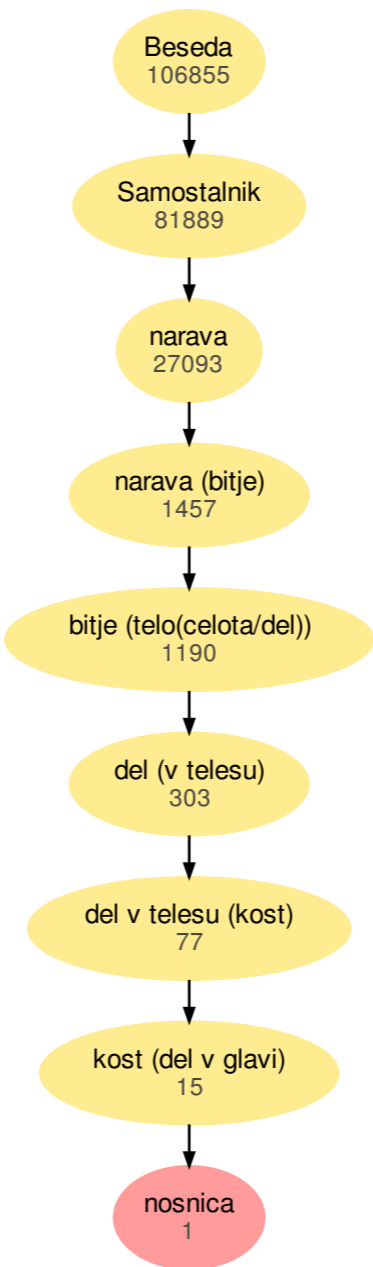 Beseda
106855
Samostalnik
81889
narava
27093
narava (bitje)
1457
bitje (telo(celota/del))
1190
del (v telesu)
303
del v telesu (kost)
77
kost (del v glavi)
15
nosnica
1